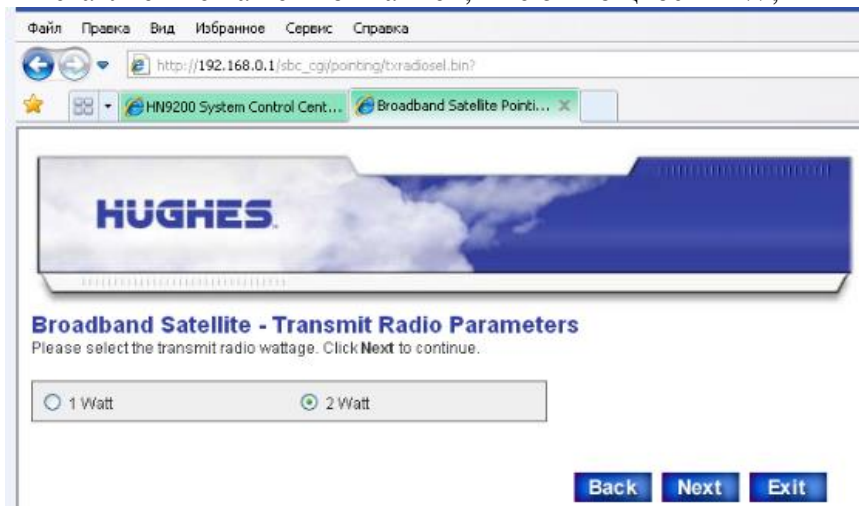 Файл Правка Вид Избранное Сервис Справка
http://192.168.0.1/sbc_cgi/pointing/txradiosel.bin?
HN9200 System Control Cent... Broadband Satellite Pointi...
HUGHES.
Broadband Satellite - Transmit Radio Parameters
Please select the transmit radio wattage. Click Next to continue.
1 Watt 2 Watt
Back Next Exit